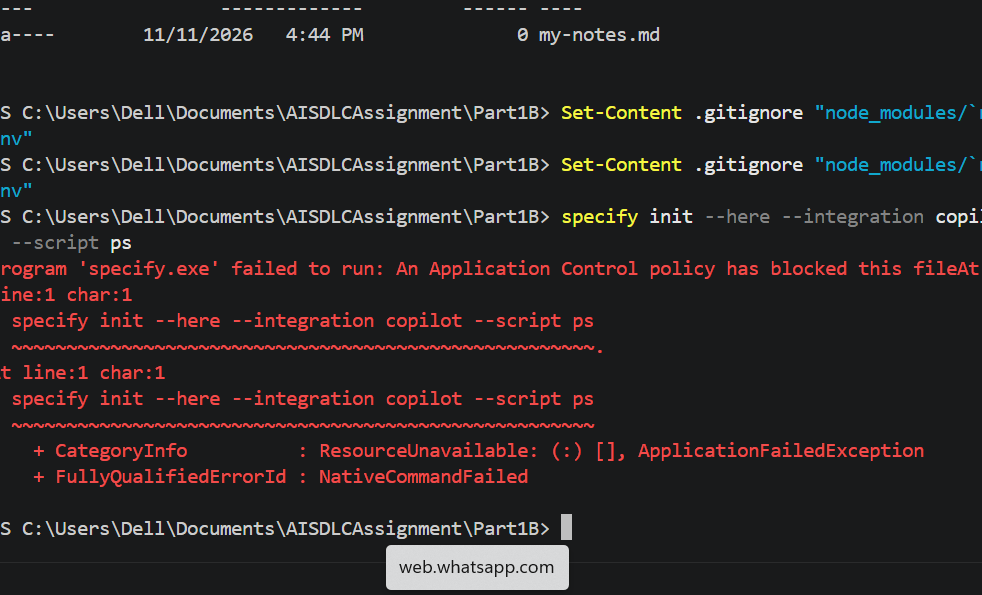 ---                 -------------         ------ ----
a----        11/11/2026   4:44 PM              0 my-notes.md
S C:\Users\Dell\Documents\AISDLCAssignment\Part1B> Set-Content .gitignore "node_modules/`
nv"
S C:\Users\Dell\Documents\AISDLCAssignment\Part1B> Set-Content .gitignore "node_modules/`
nv"
S C:\Users\Dell\Documents\AISDLCAssignment\Part1B> specify init --here --integration copil
--script ps
rogram 'specify.exe' failed to run: An Application Control policy has blocked this fileAt
ine:1 char:1
specify init --here --integration copilot --script ps
~~~~~~~~~~~~~~~~~~~~~~~~~~~~~~~~~~~~~~~~~~~~~~~~~~~~~.
t line:1 char:1
specify init --here --integration copilot --script ps
~~~~~~~~~~~~~~~~~~~~~~~~~~~~~~~~~~~~~~~~~~~~~~~~~~~~~
+ CategoryInfo          : ResourceUnavailable: (:) [], ApplicationFailedException
+ FullyQualifiedErrorId : NativeCommandFailed
S C:\Users\Dell\Documents\AISDLCAssignment\Part1B>
web.whatsapp.com